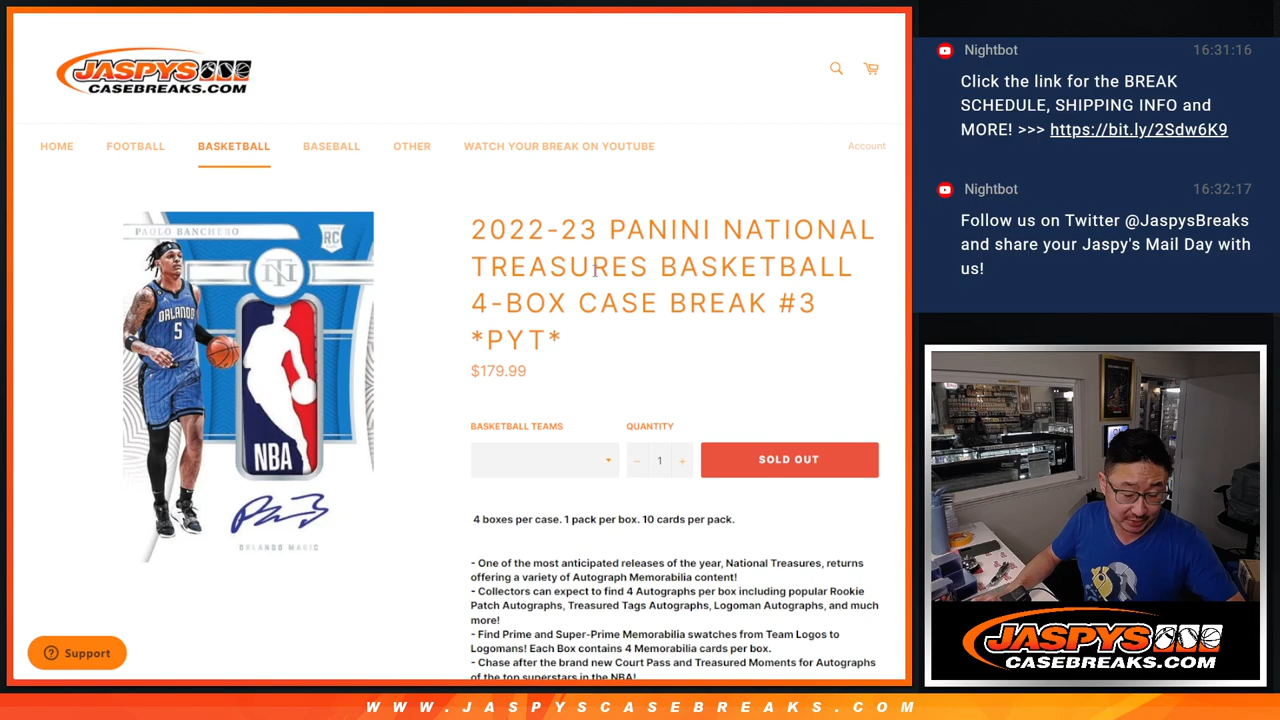 JASPYS
CASEBREAKS.COM
HOME FOOTBALL BASKETBALL BASEBALL OTHER WATCH YOUR BREAK ON YOUTUBE Account
PAOLO BANCHERO
RC
ORLANDO
5
NBA
ORLANDO MAGIC
2022-23 PANINI NATIONAL
TREASURES BASKETBALL
4-BOX CASE BREAK #3
*PYT*
$179.99
BASKETBALL TEAMS QUANTITY
− 1 + SOLD OUT
4 boxes per case. 1 pack per box. 10 cards per pack.
- One of the most anticipated releases of the year, National Treasures, returns
offering a variety of Autograph Memorabilia content!
- Collectors can expect to find 4 Autographs per box including popular Rookie
Patch Autographs, Treasured Tags Autographs, Logoman Autographs, and much
more!
- Find Prime and Super-Prime Memorabilia swatches from Team Logos to
Logomans! Each Box contains 4 Memorabilia cards per box.
- Chase after the brand new Court Pass and Treasured Moments for Autographs
of the top superstars in the NBA!
? Support
Nightbot 16:31:16
Click the link for the BREAK
SCHEDULE, SHIPPING INFO and
MORE! >>> https://bit.ly/2Sdw6K9
Nightbot 16:32:17
Follow us on Twitter @JaspysBreaks
and share your Jaspy's Mail Day with
us!
JASPYS
CASEBREAKS.COM
WWW.JASPYSCASEBREAKS.COM